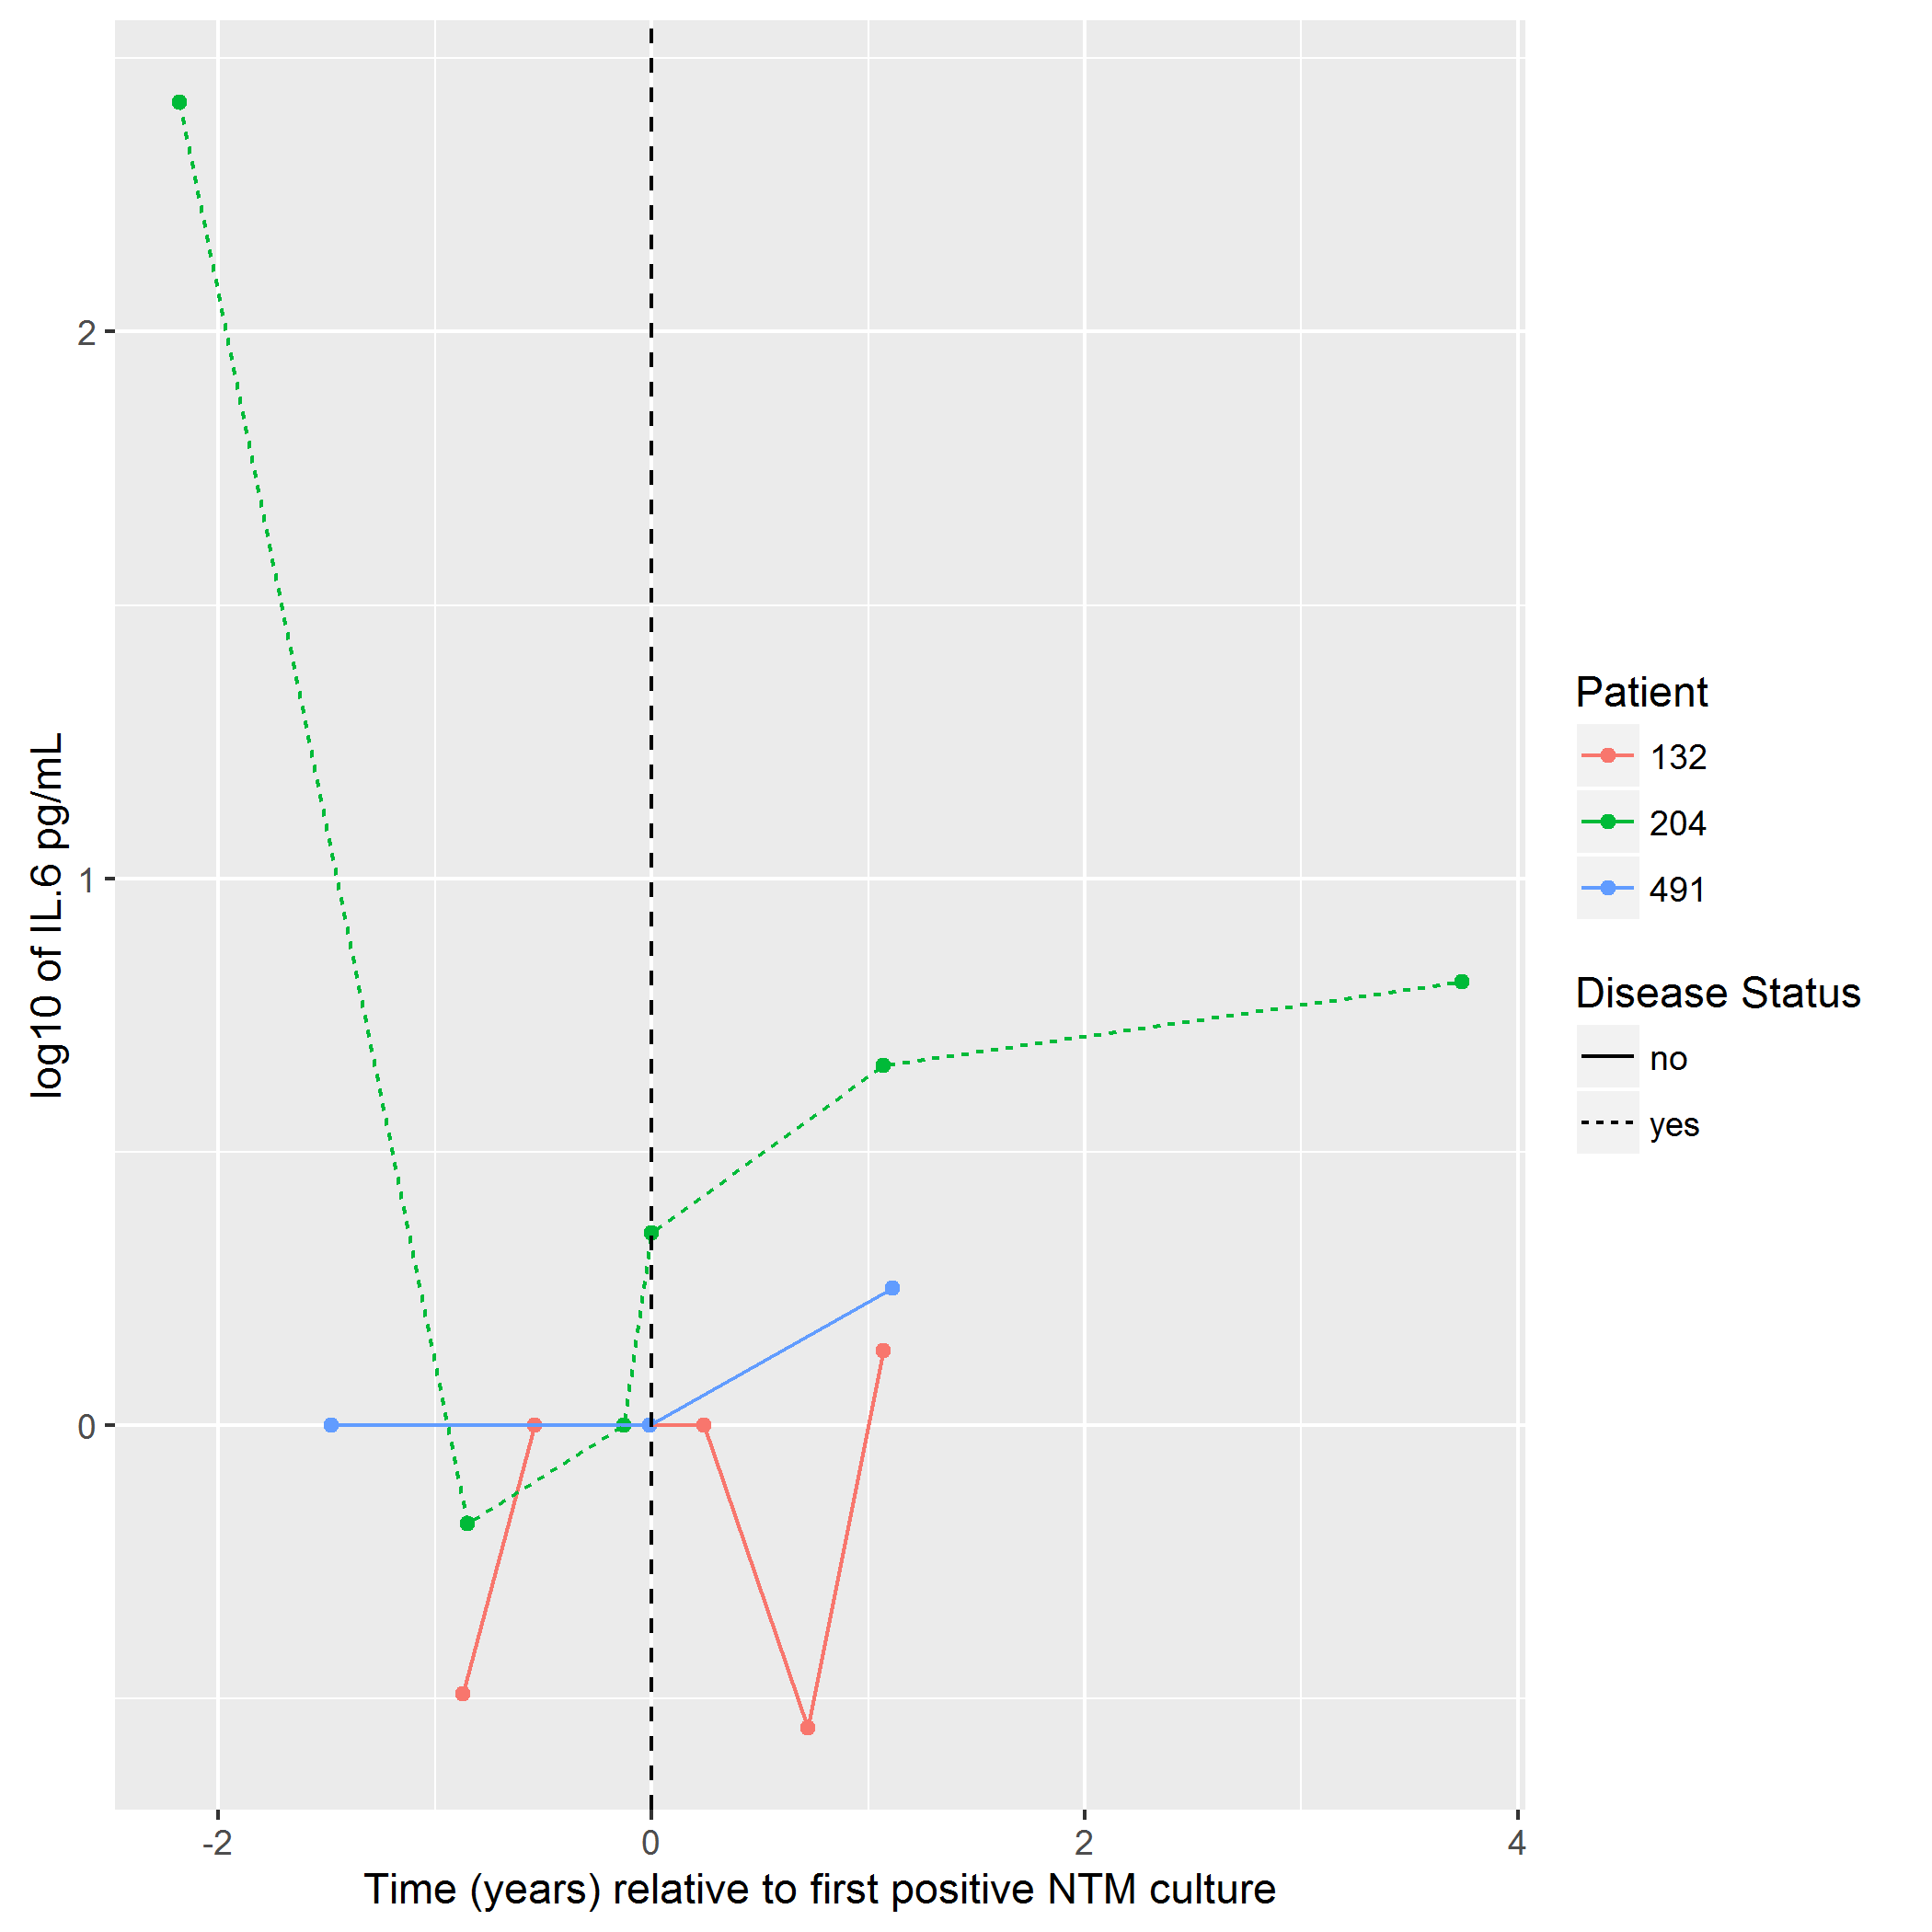 2
1
0
-2
0
2
4
log10 of IL.6 pg/mL
Time (years) relative to first positive NTM culture
Patient
132
204
491
Disease Status
no
yes